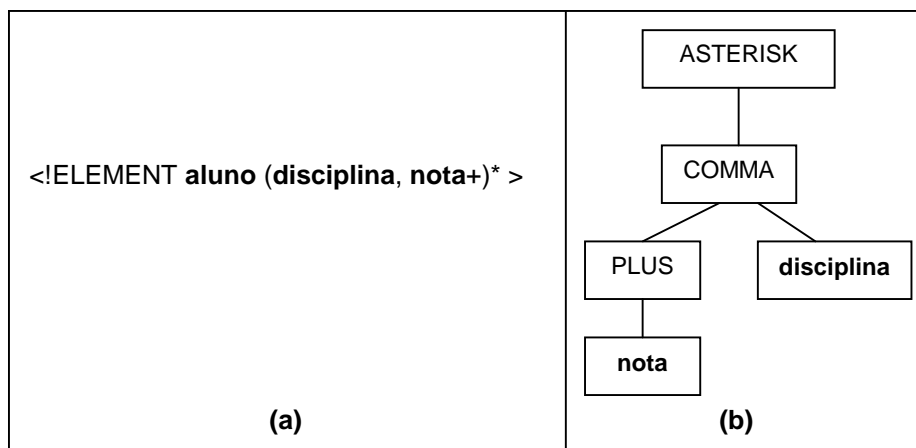 <!ELEMENT aluno (disciplina, nota+)* >
(a)
ASTERISK
COMMA
PLUS
disciplina
nota
(b)